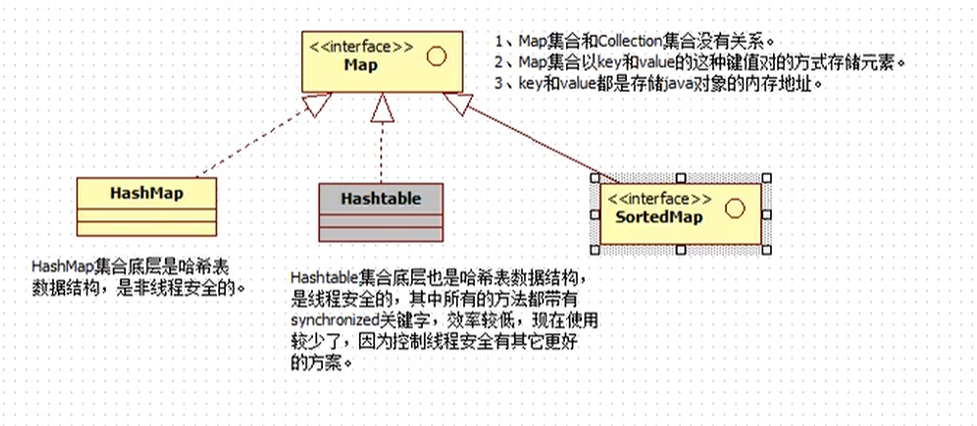 <<interface>>
Map
1、Map集合和Collection集合没有关系。
2、Map集合以key和value的这种键值对的方式存储元素。
3、key和value都是存储java对象的内存地址。
HashMap
Hashtable
<<interface>>
SortedMap
HashMap集合底层是哈希表
数据结构，是非线程安全的。
Hashtable集合底层也是哈希表数据结构，
是线程安全的，其中所有的方法都带有
synchronized关键字，效率较低，现在使用
较少了，因为控制线程安全有其它更好
的方案。